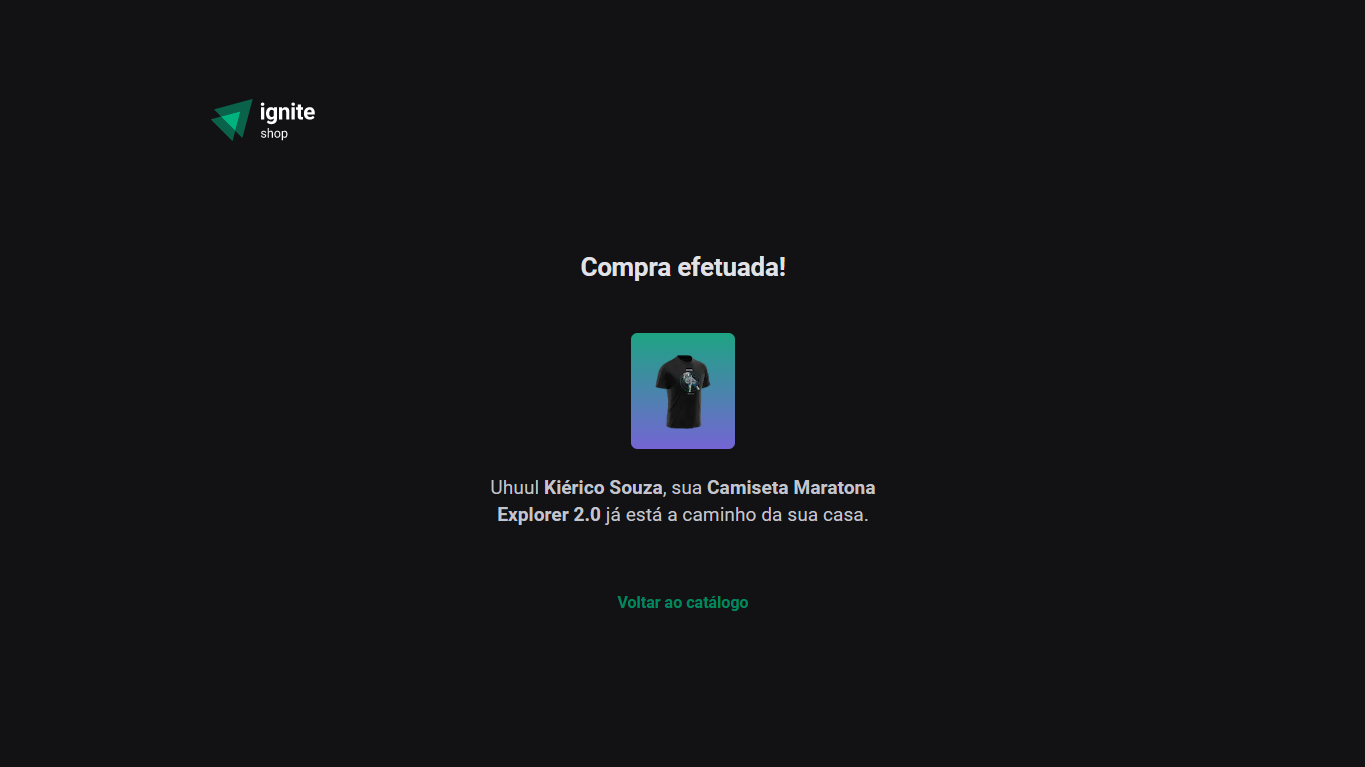 ignite
shop
Compra efetuada!
Uhuul Kiérico Souza, sua Camiseta Maratona
Explorer 2.0 já está a caminho da sua casa.
Voltar ao catálogo